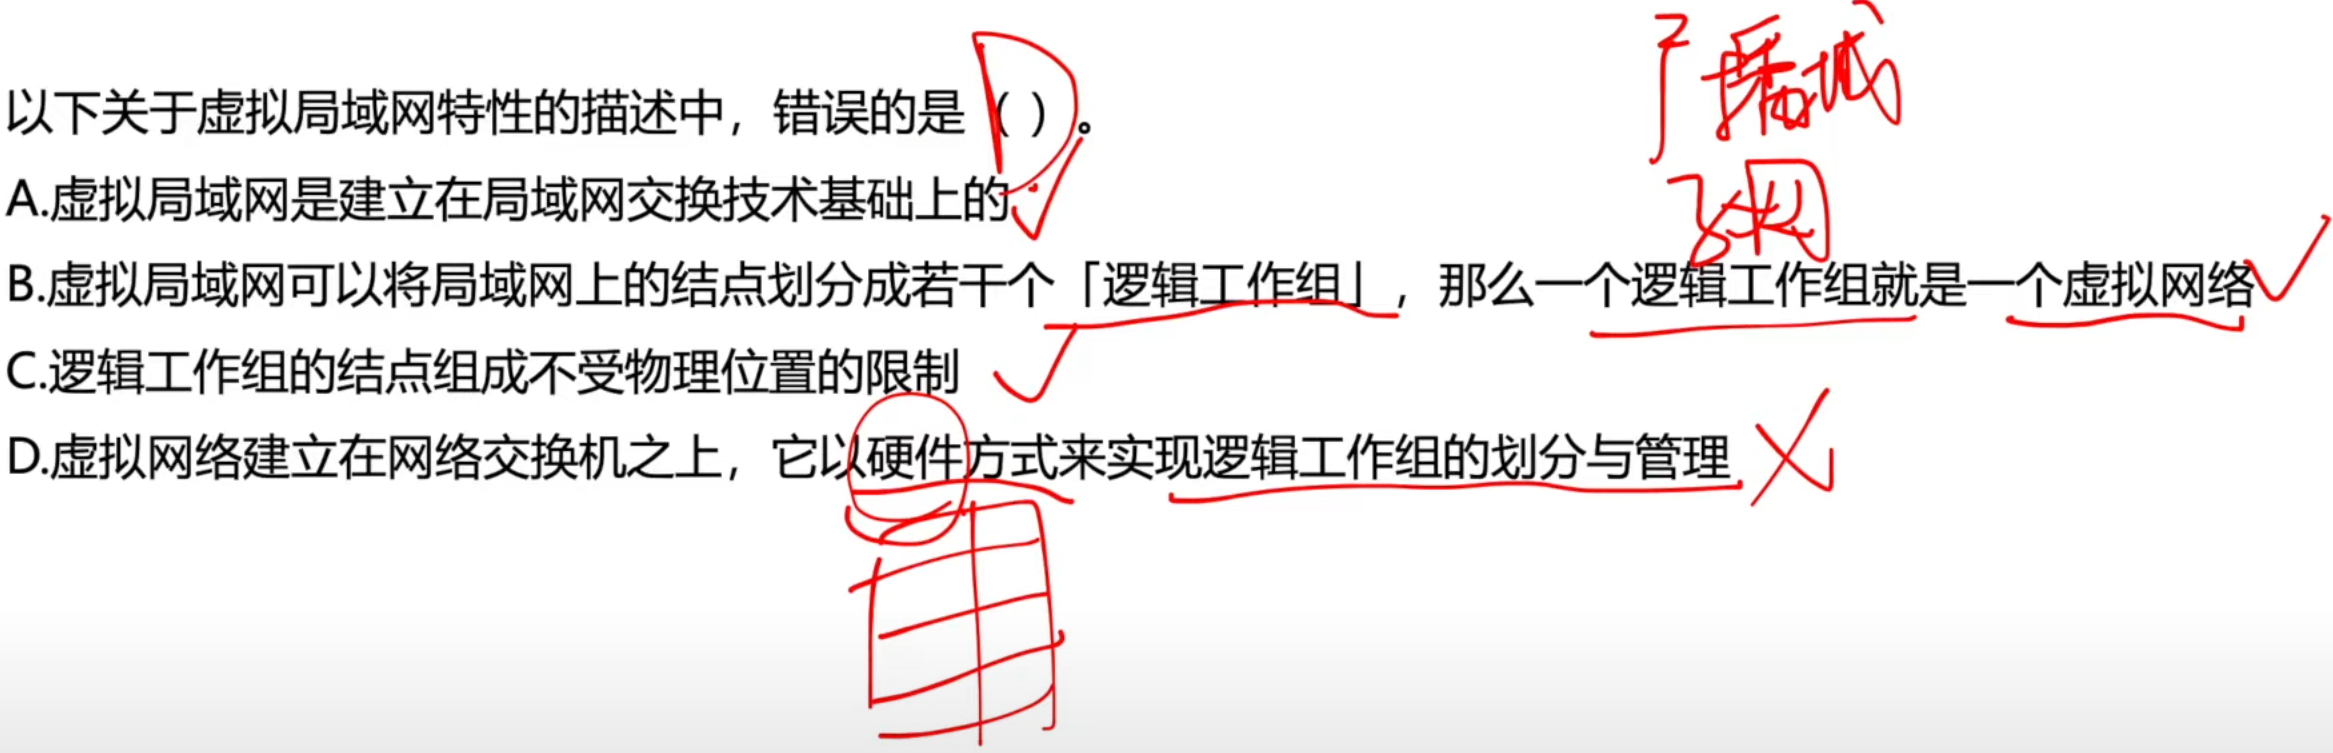 广播域
子网
以下关于虚拟局域网特性的描述中，错误的是（ ）。
D
A.虚拟局域网是建立在局域网交换技术基础上的
B.虚拟局域网可以将局域网上的结点划分成若干个「逻辑工作组」，那么一个逻辑工作组就是一个虚拟网络
C.逻辑工作组的结点组成不受物理位置的限制
D.虚拟网络建立在网络交换机之上，它以硬件方式来实现逻辑工作组的划分与管理